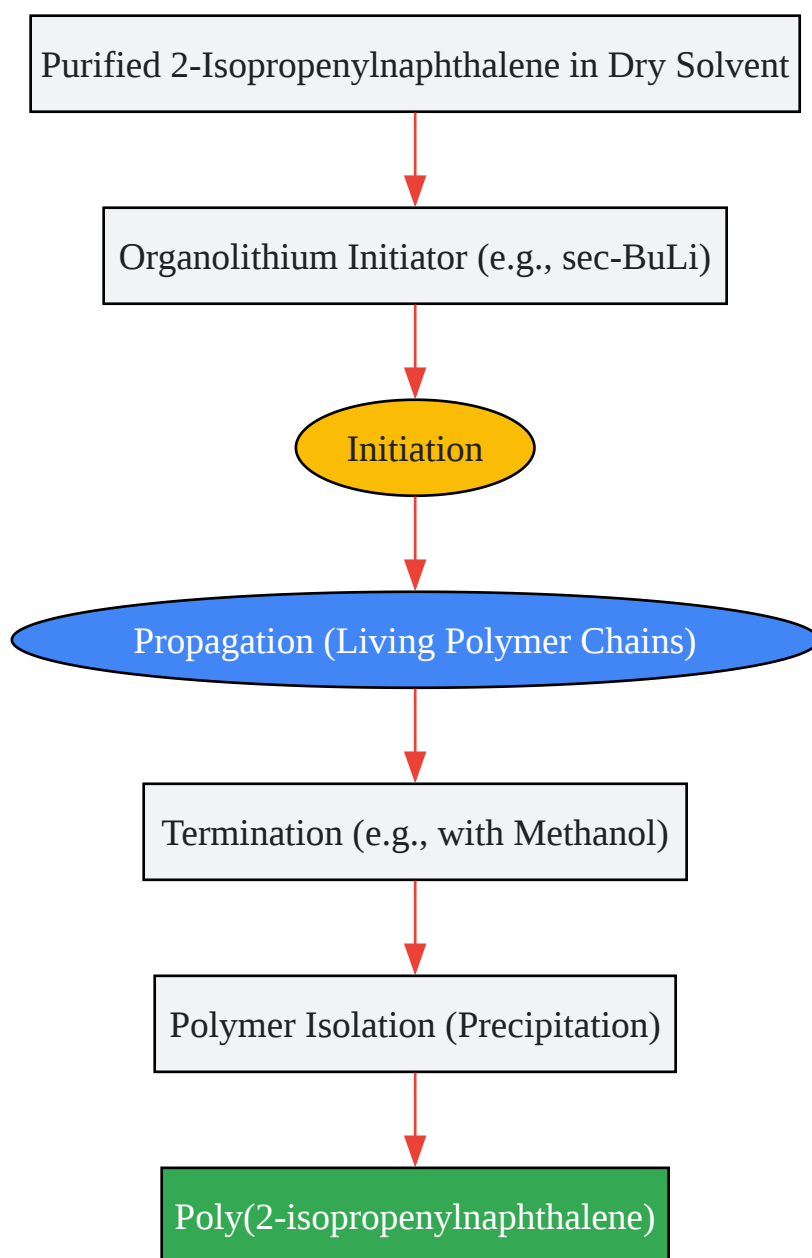 Purified 2-Isopropenylnaphthalene in Dry Solvent
Organolithium Initiator (e.g., sec-BuLi)
Initiation
Propagation (Living Polymer Chains)
Termination (e.g., with Methanol)
Polymer Isolation (Precipitation)
Poly(2-isopropenylnaphthalene)